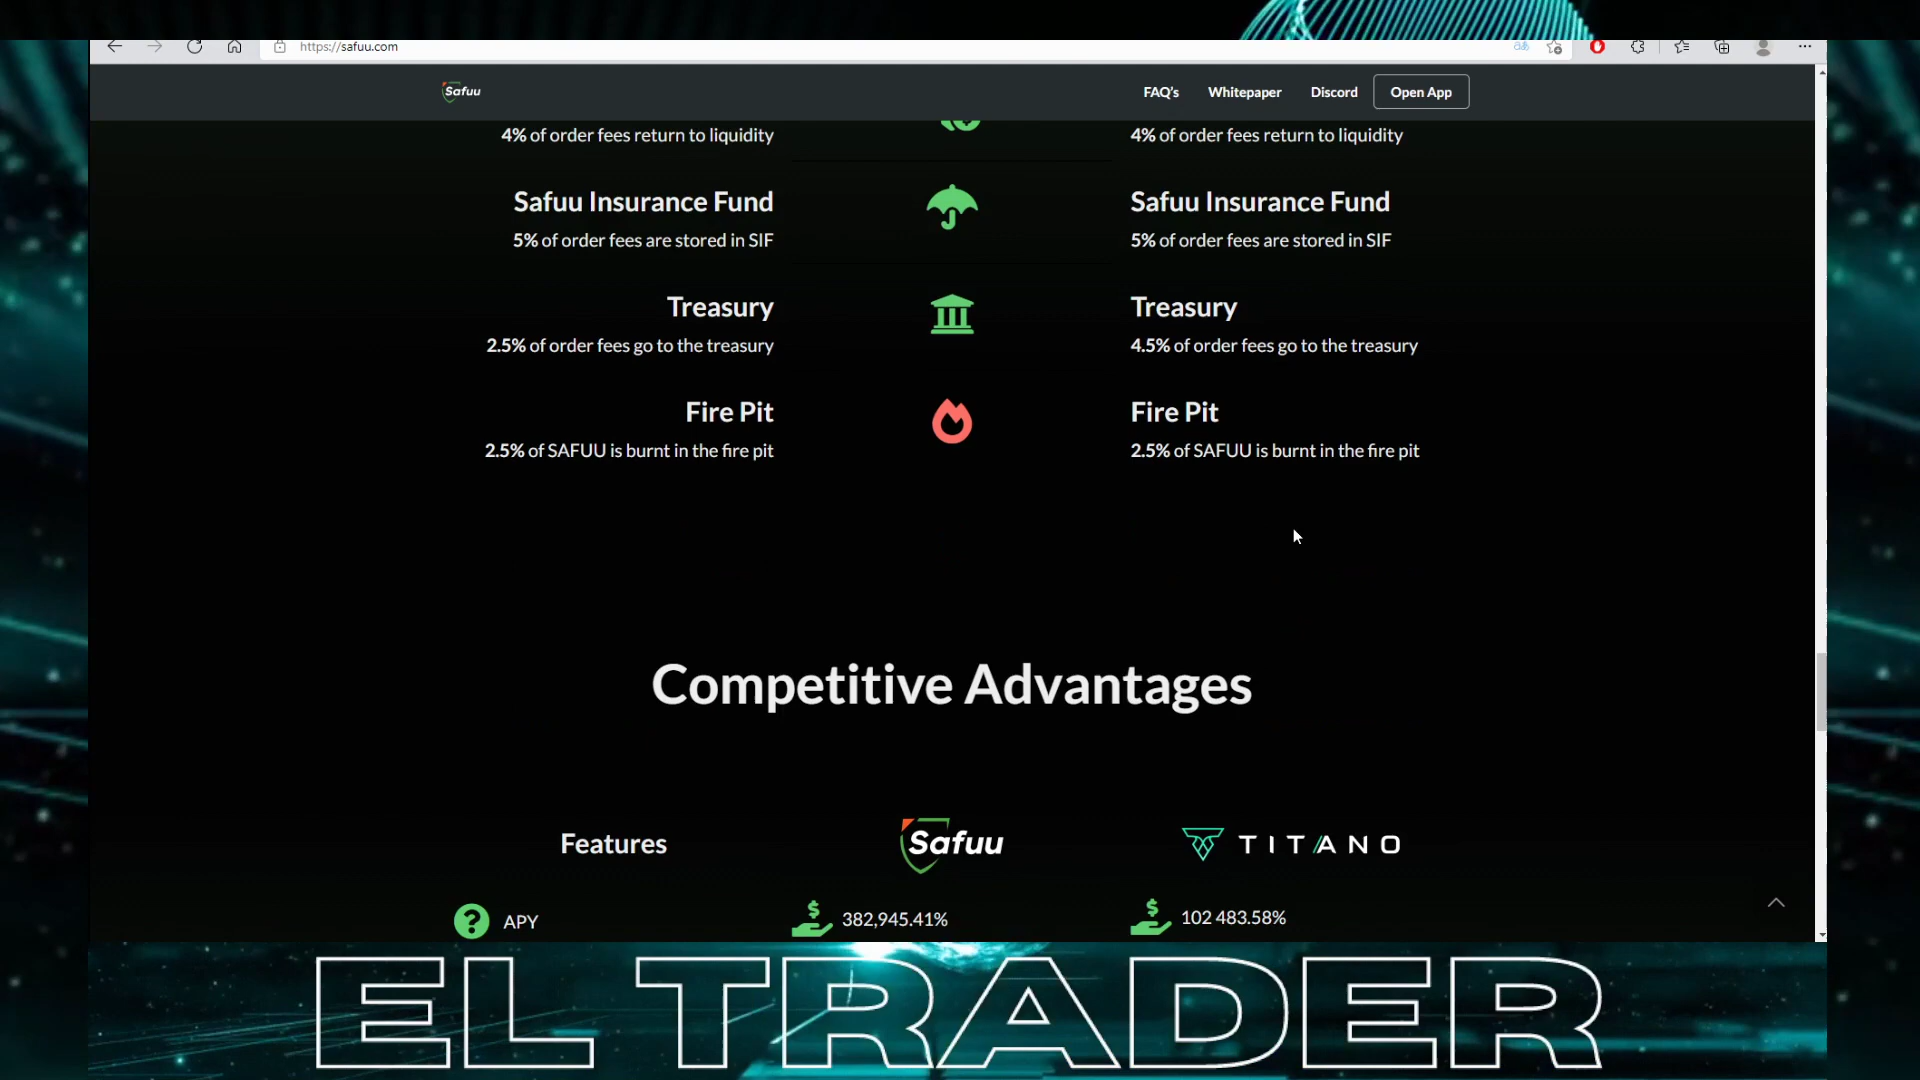 https://safuu.com
Safuu
FAQ's Whitepaper Discord Open App
4% of order fees return to liquidity
4% of order fees return to liquidity
Safuu Insurance Fund
5% of order fees are stored in SIF
Safuu Insurance Fund
5% of order fees are stored in SIF
Treasury
2.5% of order fees go to the treasury
Treasury
4.5% of order fees go to the treasury
Fire Pit
2.5% of SAFUU is burnt in the fire pit
Fire Pit
2.5% of SAFUU is burnt in the fire pit
Competitive Advantages
Features Safuu TITANO
APY 382,945.41% 102 483.58%
EL TRADER